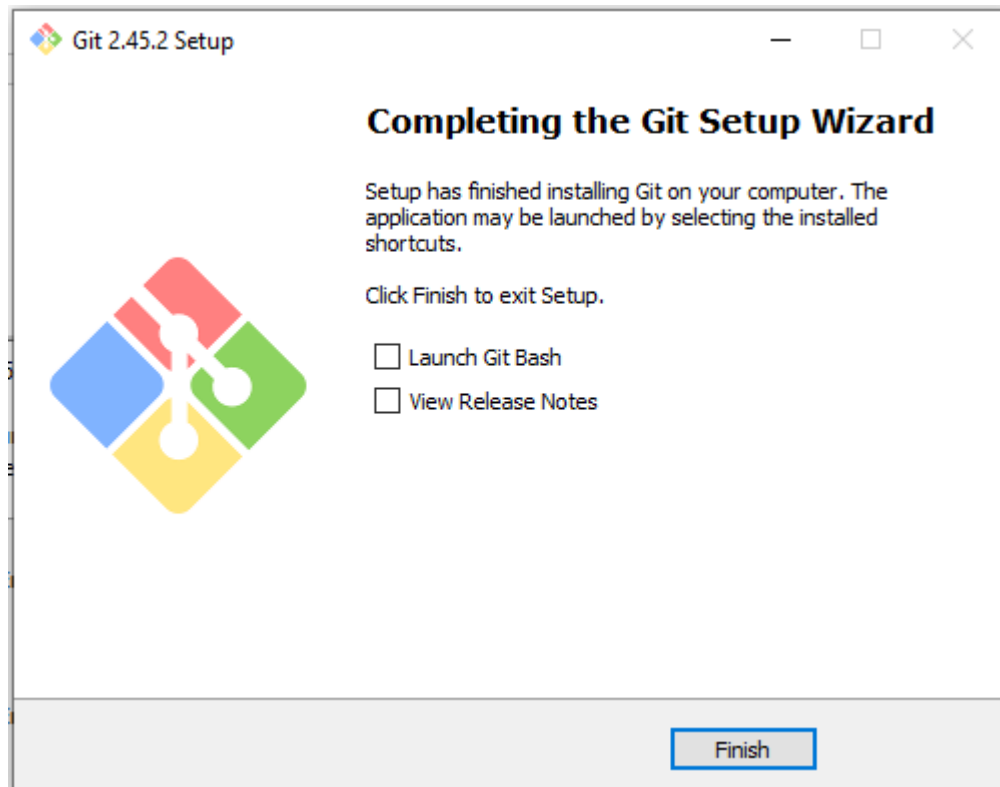 Git 2.45.2 Setup
Completing the Git Setup Wizard
Setup has finished installing Git on your computer. The
application may be launched by selecting the installed
shortcuts.
Click Finish to exit Setup.
Launch Git Bash
View Release Notes
Finish